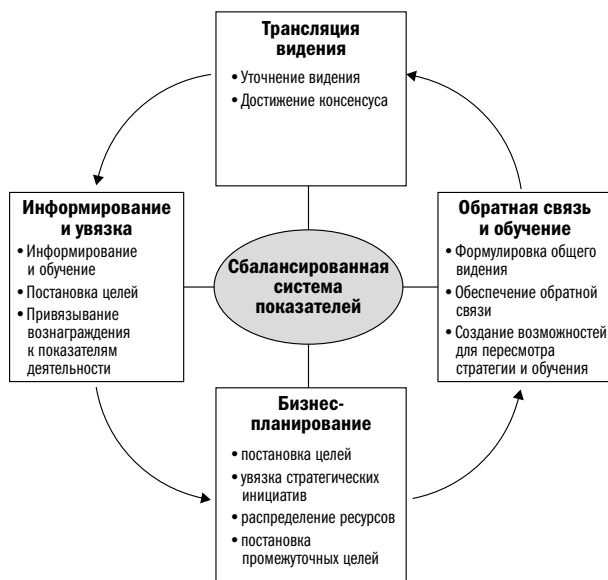 Трансляция
видения
• Уточнение видения
• Достижение консенсуса
Информирование
и увязка
• Информирование
и обучение
• Постановка целей
• Привязывание
вознаграждения
к показателям
деятельности
Сбалансированная
система
показателей
Обратная связь
и обучение
• Формулировка общего
видения
• Обеспечение обратной
связи
• Создание возможностей
для пересмотра
стратегии и обучения
Бизнес-
планирование
• постановка целей
• увязка стратегических
инициатив
• распределение ресурсов
• постановка
промежуточных целей